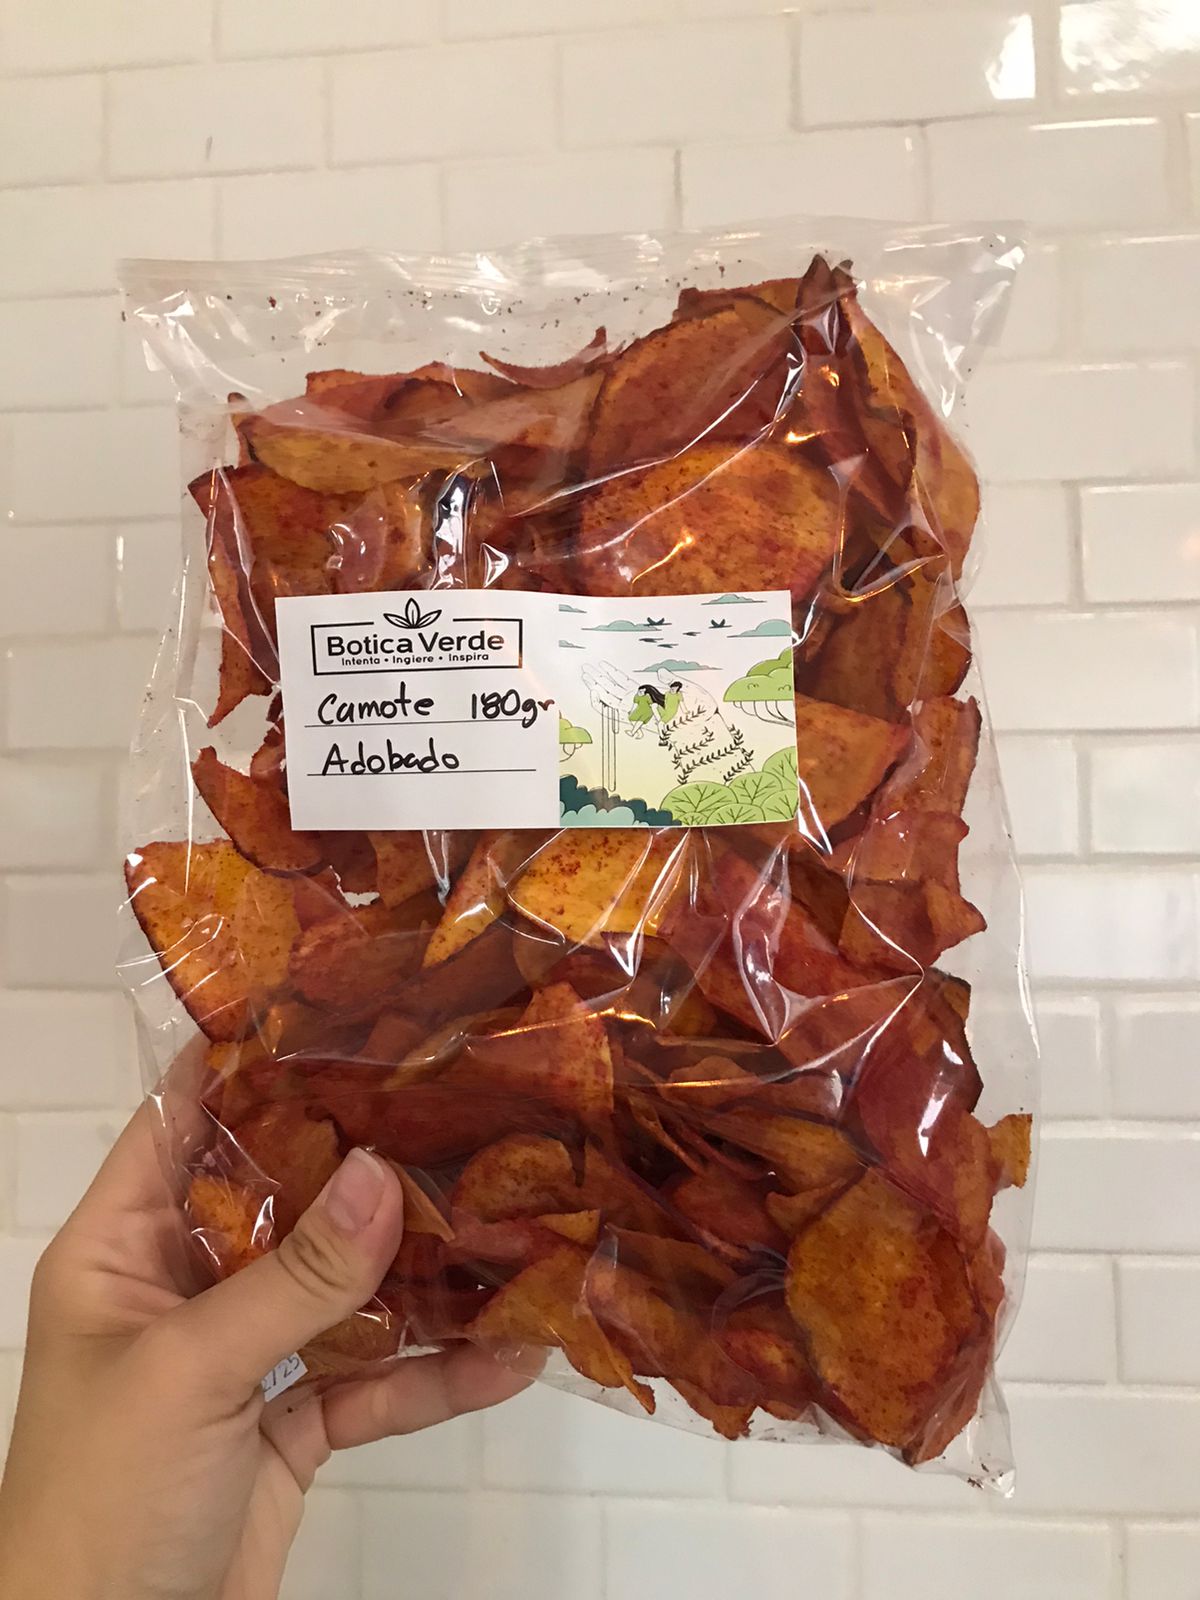 Botica Verde
Intenta • Ingiere • Inspira
Camote 180gr
Adobado